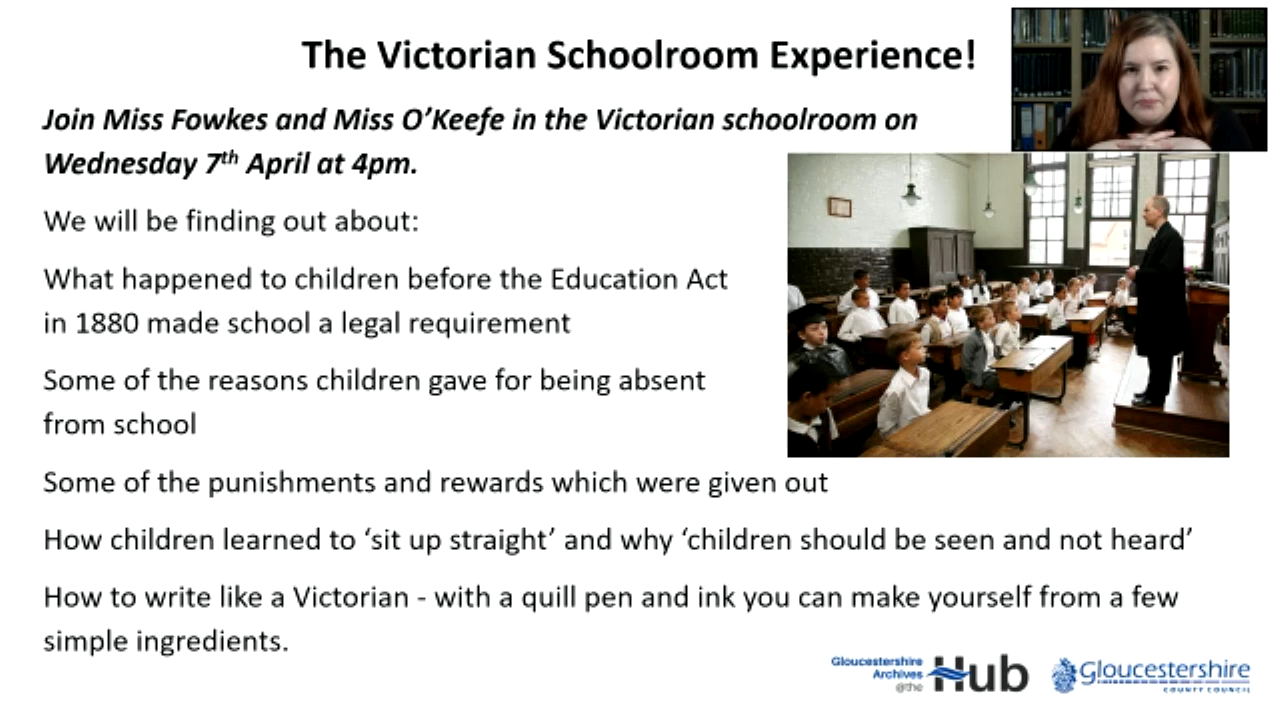 The Victorian Schoolroom Experience!
Join Miss Fowkes and Miss O’Keefe in the Victorian schoolroom on
Wednesday 7th April at 4pm.
We will be finding out about:
What happened to children before the Education Act
in 1880 made school a legal requirement
Some of the reasons children gave for being absent
from school
Some of the punishments and rewards which were given out
How children learned to ‘sit up straight’ and why ‘children should be seen and not heard’
How to write like a Victorian - with a quill pen and ink you can make yourself from a few
simple ingredients.
Gloucestershire
Archives
@the
Hub
Gloucestershire
COUNTY COUNCIL